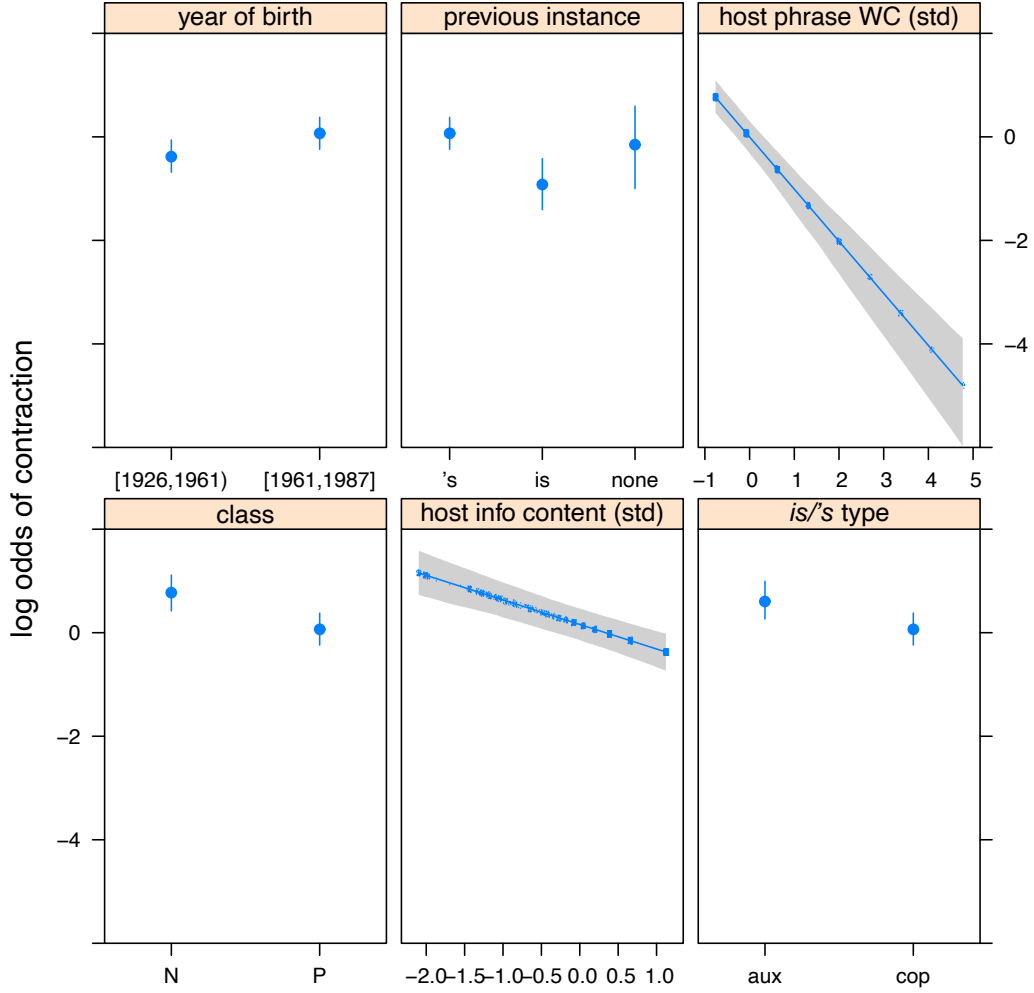 year of birth
previous instance
host phrase WC (std)
0
−2
−4
[1926,1961)
[1961,1987]
's
is
none
−1
0
1
2
3
4
5
log odds of contraction
class
host info content (std)
is/'s type
0
−2
−4
N
P
−2.0
−1.5
−1.0
−0.5
0.0
0.5
1.0
aux
cop